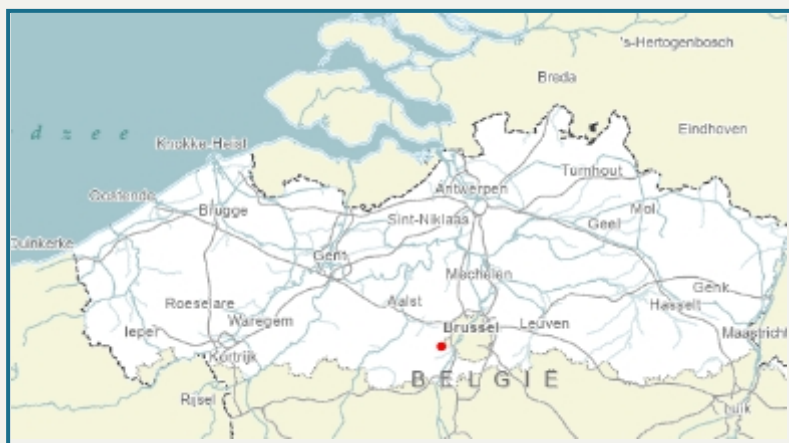 's-Hertogenbosch
Breda
dzee
Eindhoven
Knokke-Heist
Turnhout
Antwerpen
Oostende
Brugge
Sint-Niklaas
Mol
Geel
Duinkerke
Gent
Mechelen
Genk
Roeselare
Aalst
Hasselt
Waregem
Brussel
Leuven
Ieper
Maastricht
Kortrijk
BELGIË
Rijsel
Luik